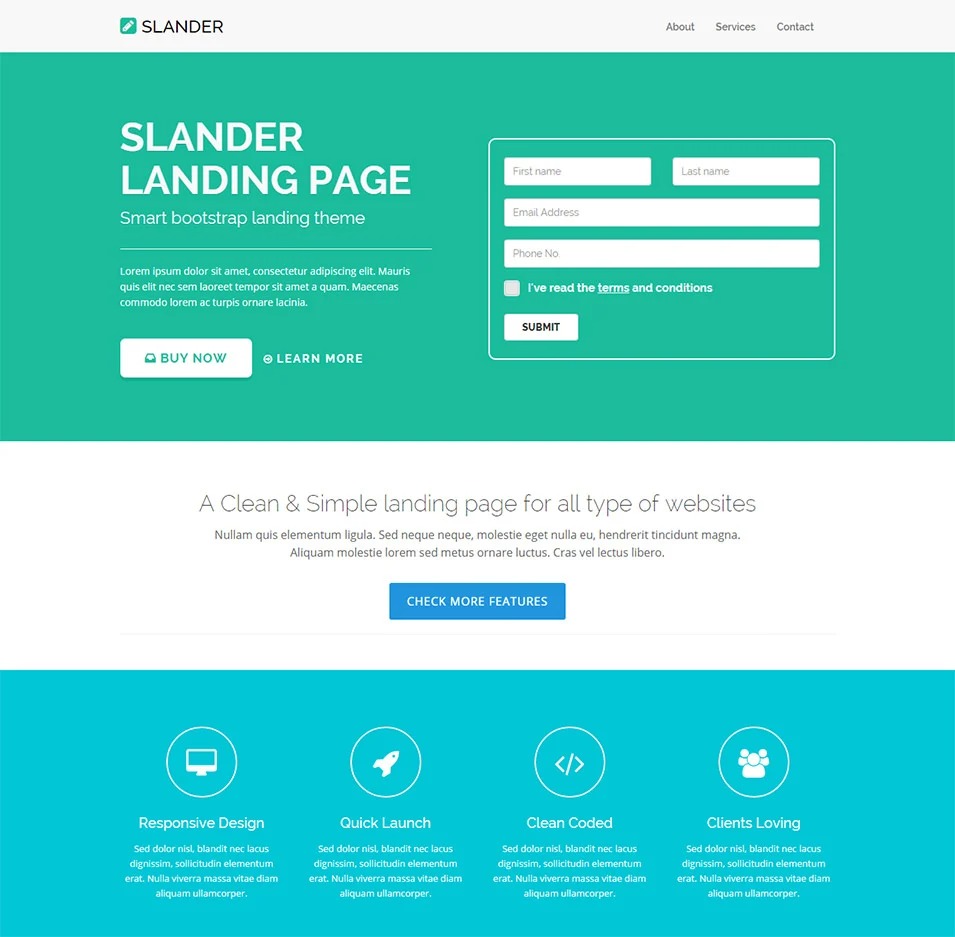 SLANDER
About Services Contact
SLANDER
LANDING PAGE
Smart bootstrap landing theme
Lorem ipsum dolor sit amet, consectetur adipiscing elit. Mauris
quis elit nec sem laoreet tempor sit amet a quam. Maecenas
commodo lorem ac turpis ornare lacinia.
BUY NOW LEARN MORE
First name Last name
Email Address
Phone No.
I've read the terms and conditions
SUBMIT
A Clean & Simple landing page for all type of websites
Nullam quis elementum ligula. Sed neque neque, molestie eget nulla eu, hendrerit tincidunt magna.
Aliquam molestie lorem sed metus ornare luctus. Cras vel lectus libero.
CHECK MORE FEATURES
Responsive Design
Sed dolor nisl, blandit nec lacus
dignissim, sollicitudin elementum
erat. Nulla viverra massa vitae diam
aliquam ullamcorper.
Quick Launch
Sed dolor nisl, blandit nec lacus
dignissim, sollicitudin elementum
erat. Nulla viverra massa vitae diam
aliquam ullamcorper.
Clean Coded
Sed dolor nisl, blandit nec lacus
dignissim, sollicitudin elementum
erat. Nulla viverra massa vitae diam
aliquam ullamcorper.
Clients Loving
Sed dolor nisl, blandit nec lacus
dignissim, sollicitudin elementum
erat. Nulla viverra massa vitae diam
aliquam ullamcorper.